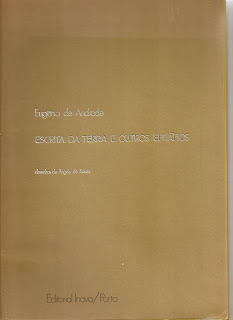 Eugénio de Andrade
ESCRITA DA TERRA E OUTROS EPITÁFIOS
desenhos de Ângelo de Sousa
Editorial Inova/Porto